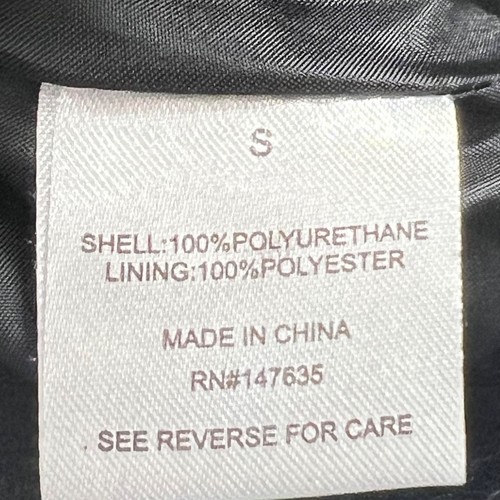 S
SHELL:100%POLYURETHANE
LINING:100%POLYESTER
MADE IN CHINA
RN#147635
SEE REVERSE FOR CARE